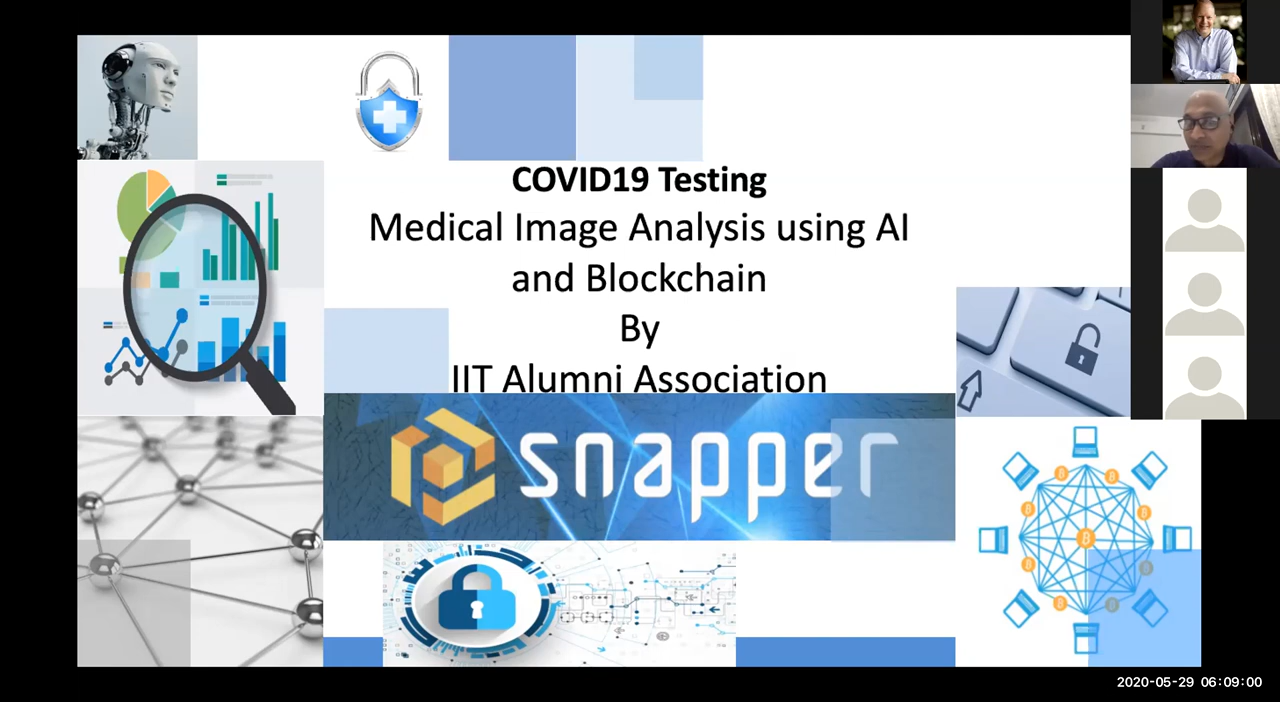 COVID19 Testing
Medical Image Analysis using AI
and Blockchain
By
IIT Alumni Association
snapper
2020-05-29 06:09:00